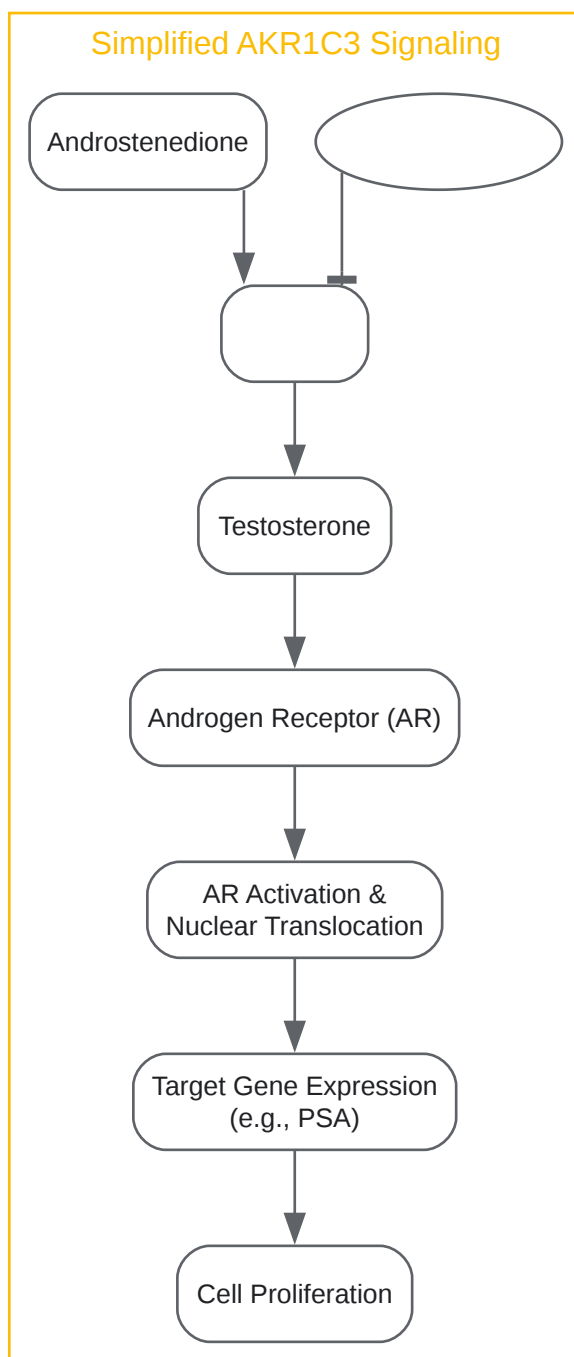 Simplified AKR1C3 Signaling
Androstenedione
Testosterone
Androgen Receptor (AR)
AR Activation &
Nuclear Translocation
Target Gene Expression
(e.g., PSA)
Cell Proliferation